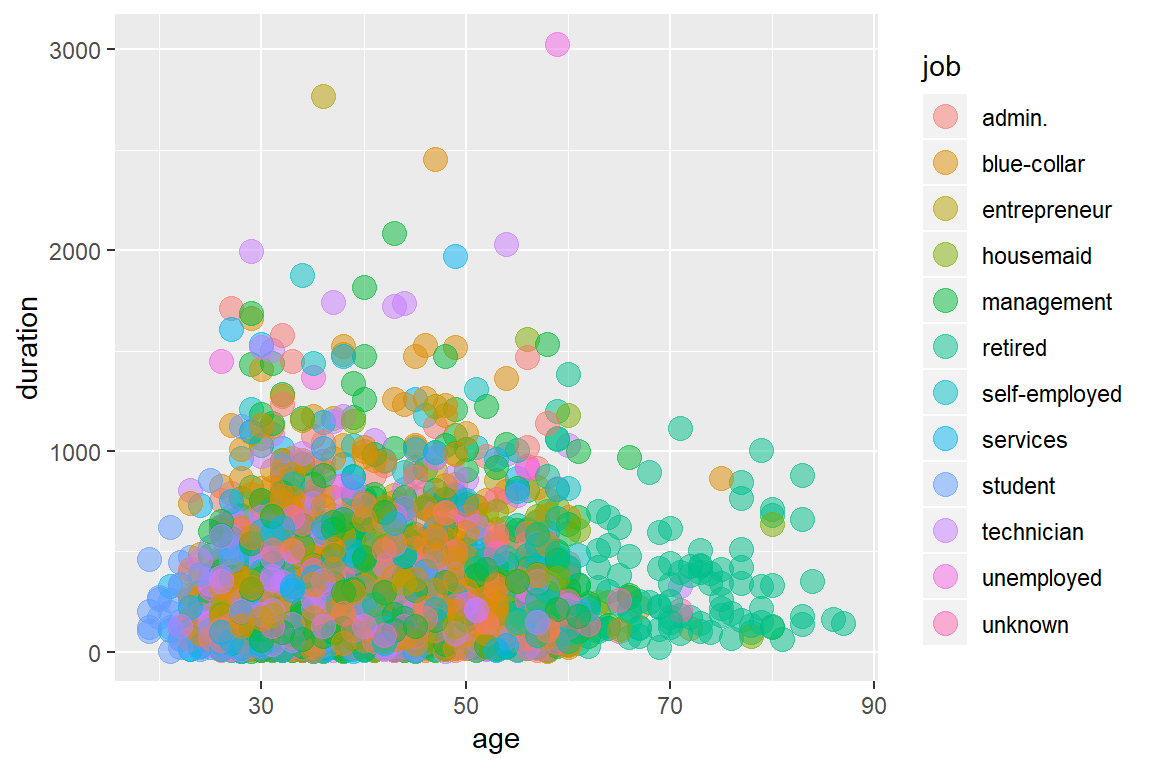 3000
2000
1000
0
duration
30
50
70
90
age
job
admin.
blue-collar
entrepreneur
housemaid
management
retired
self-employed
services
student
technician
unemployed
unknown